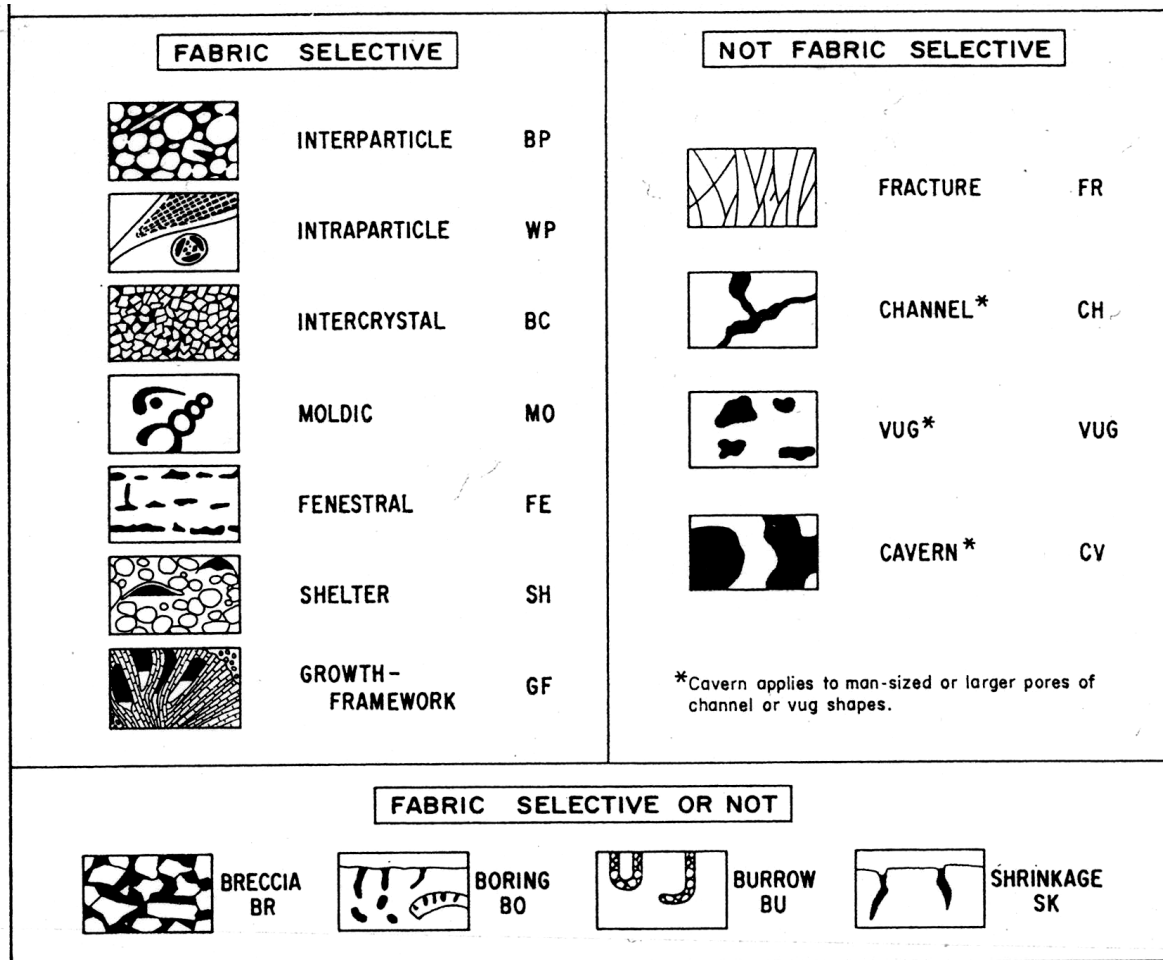 FABRIC SELECTIVE
INTERPARTICLE BP
INTRAPARTICLE WP
INTERCRYSTAL BC
MOLDIC MO
FENESTRAL FE
SHELTER SH
GROWTH-
FRAMEWORK GF
NOT FABRIC SELECTIVE
FRACTURE FR
CHANNEL* CH
VUG* VUG
CAVERN* CV
*Cavern applies to man-sized or larger pores of
channel or vug shapes.
FABRIC SELECTIVE OR NOT
BRECCIA
BR
BORING
BO
BURROW
BU
SHRINKAGE
SK